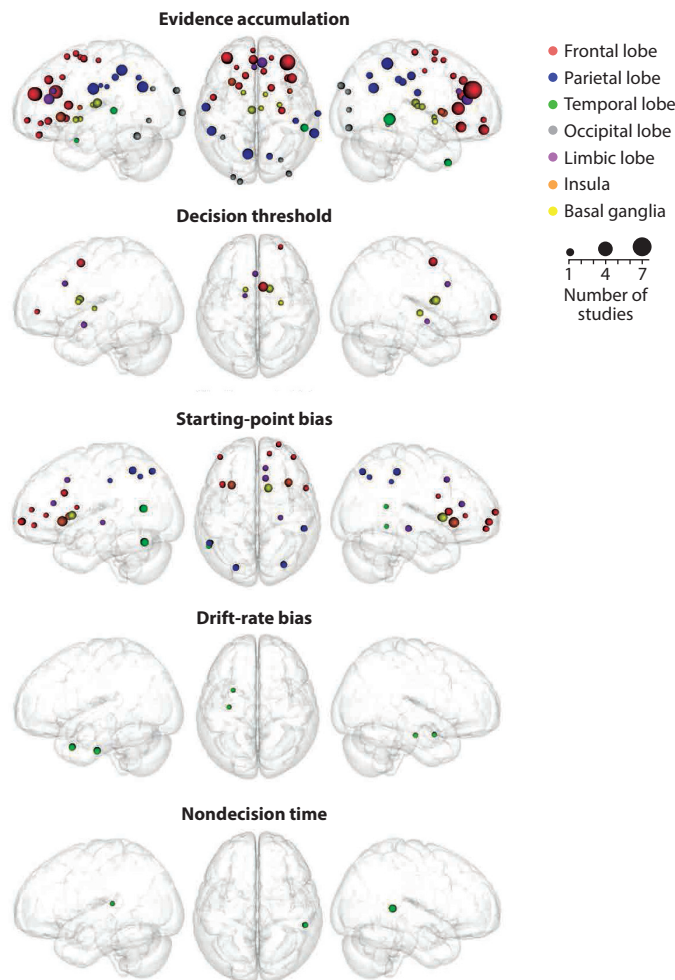 Evidence accumulation
Frontal lobe
Parietal lobe
Temporal lobe
Occipital lobe
Limbic lobe
Insula
Basal ganglia
1 4 7
Number of
studies
Decision threshold
Starting-point bias
Drift-rate bias
Nondecision time